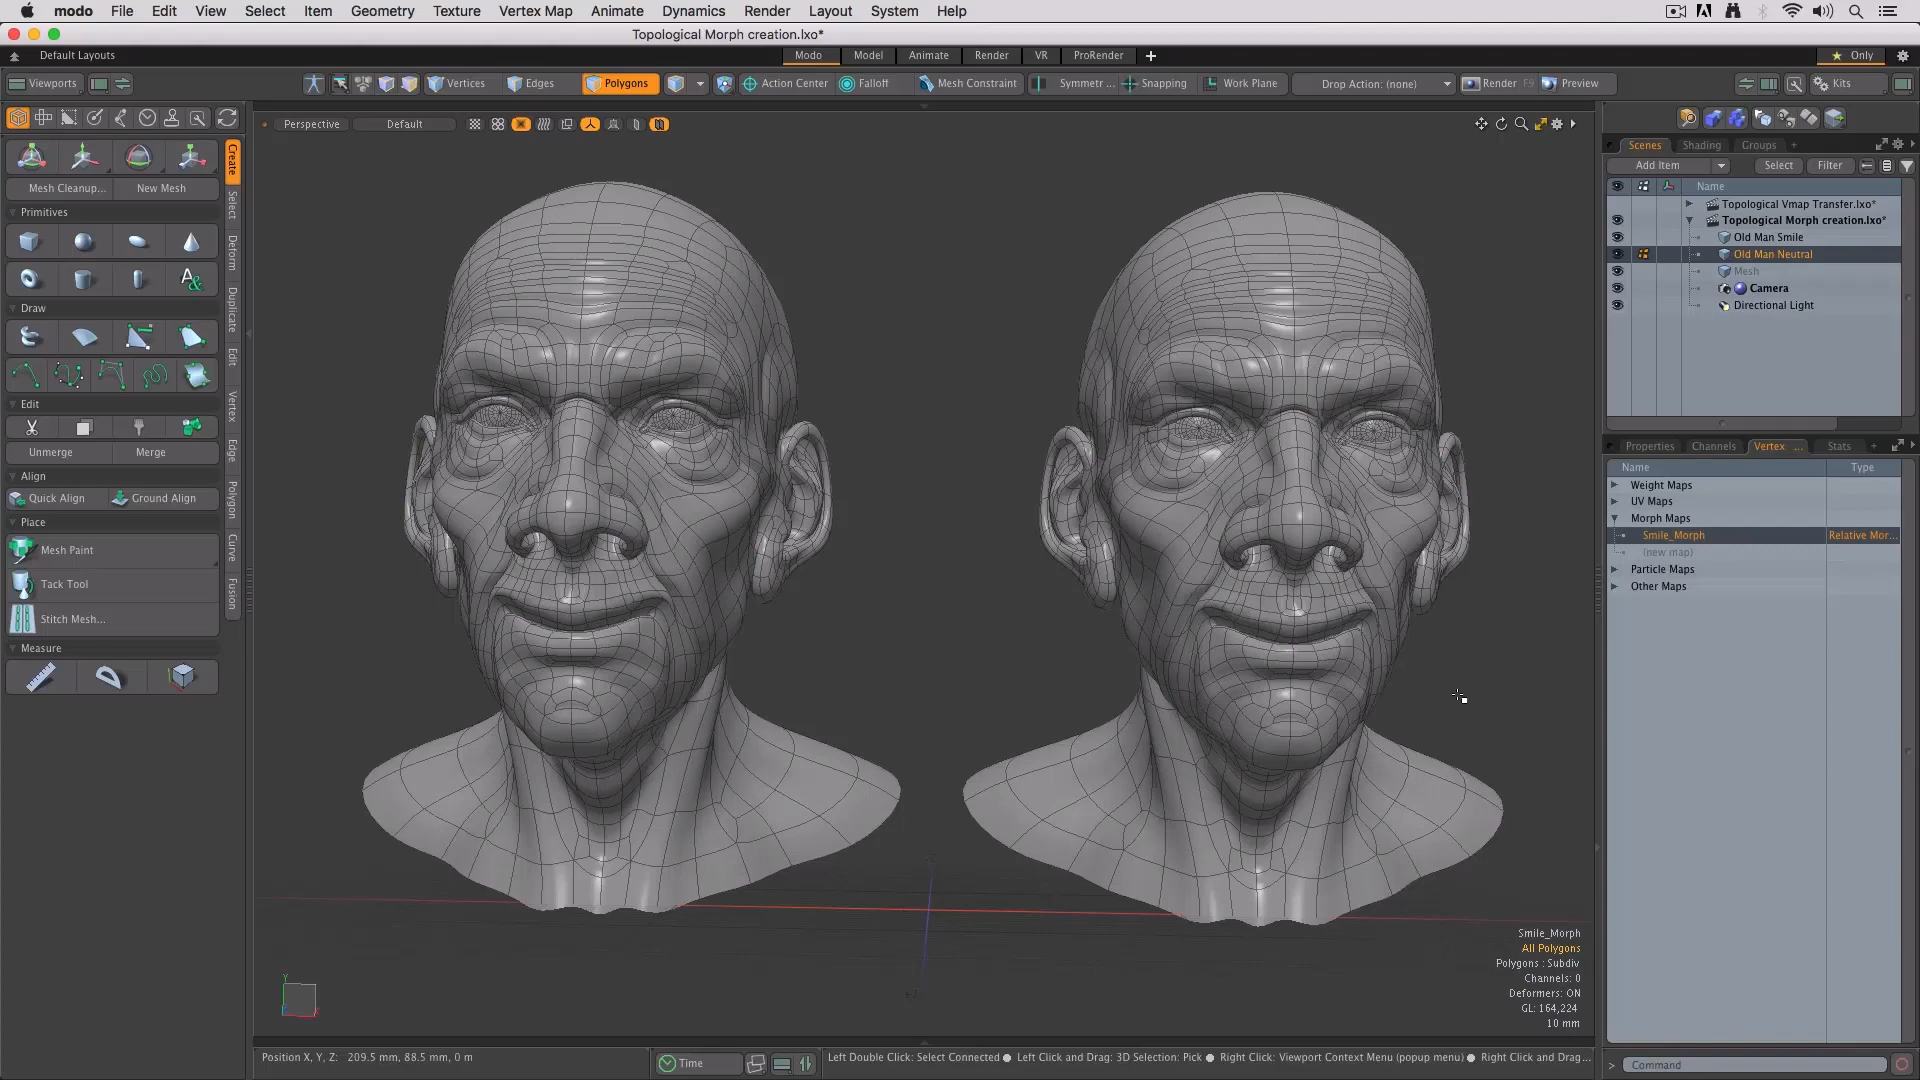 modo File Edit View Select Item Geometry Texture Vertex Map Animate Dynamics Render Layout System Help
Topological Morph creation.lxo*
Default Layouts
Modo Model Animate Render VR ProRender + Only
Viewports Vertices Edges Polygons Action Center Falloff Mesh Constraint Symmetr ... Snapping Work Plane Drop Action: (none) Render F9 Preview Kits
Perspective Default
Mesh Cleanup... New Mesh
Primitives
Draw
Edit
Unmerge Merge
Align
Quick Align Ground Align
Place
Mesh Paint
Tack Tool
Stitch Mesh...
Measure
Create
Select
Deform
Duplicate
Edit
Vertex
Edge
Polygon
Curve
Fusion
Scenes Shading Groups +
Add Item Select Filter
Name
Topological Vmap Transfer.lxo*
Topological Morph creation.lxo*
Old Man Smile
Old Man Neutral
Mesh
Camera
Directional Light
Properties Channels Vertex ... Stats +
Name Type
Weight Maps
UV Maps
Morph Maps
Smile_Morph Relative Mor...
(new map)
Particle Maps
Other Maps
Smile_Morph
All Polygons
Polygons : Subdiv
Channels: 0
Deformers: ON
GL: 164,224
10 mm
Y
Position X, Y, Z: 209.5 mm, 88.5 mm, 0 m
Time
Left Double Click: Select Connected ● Left Click and Drag: 3D Selection: Pick ● Right Click: Viewport Context Menu (popup menu) ● Right Click and Drag...
> Command